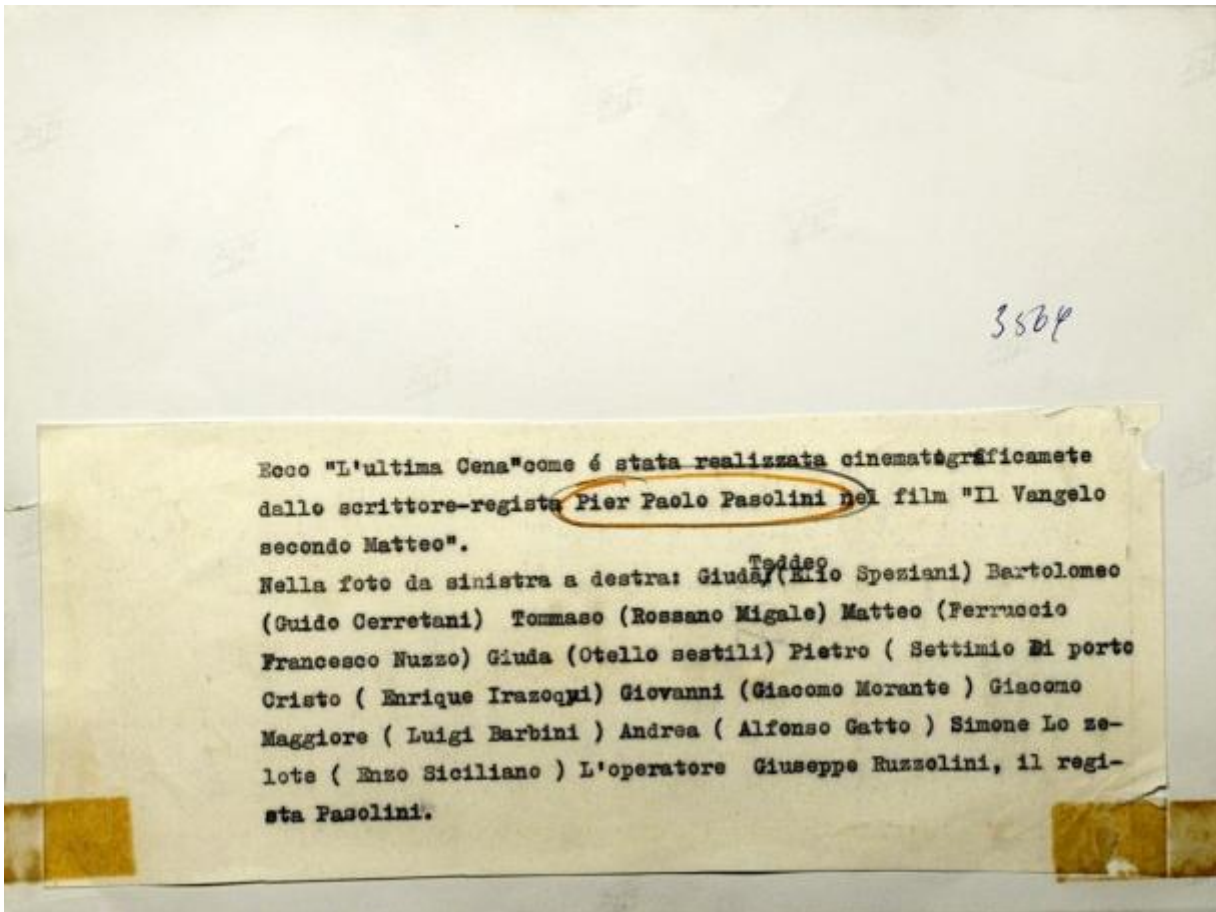 3564
Ecco "L'ultima Cena"come é stata realizzata cinematograficamete
dallo scrittore-regista Pier Paolo Pasolini nel film "Il Vangelo
secondo Matteo".
Nella foto da sinistra a destra: Giuda Taddeo (Elio Speziani) Bartolomeo
(Guido Cerretani) Tommaso (Rossano Migale) Matteo (Ferruccio
Francesco Nuzzo) Giuda (Otello sestili) Pietro ( Settimio Di porto
Cristo ( Enrique Irazoqui) Giovanni (Giacomo Morante ) Giacomo
Maggiore ( Luigi Barbini ) Andrea ( Alfonso Gatto ) Simone Lo ze-
lote ( Enzo Siciliano ) L'operatore Giuseppe Ruzzolini, il regi-
sta Pasolini.